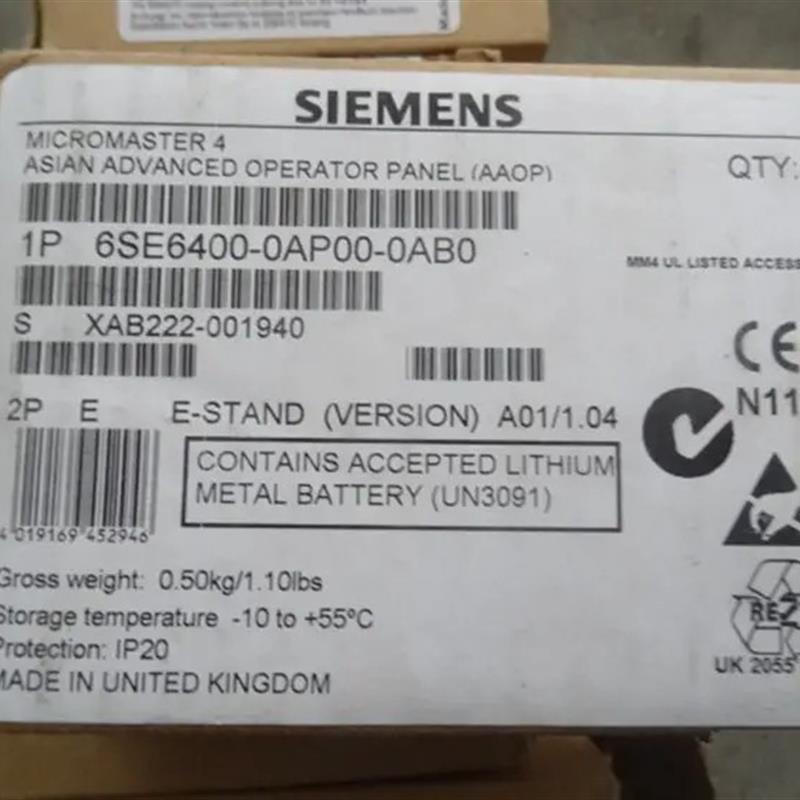 SIEMENS
MICROMASTER 4
ASIAN ADVANCED OPERATOR PANEL (AAOP)
QTY:
1P 6SE6400-0AP00-0AB0
MM4 UL LISTED ACCESS
S XAB222-001940
CE
N11
2P E E-STAND (VERSION) A01/1.04
CONTAINS ACCEPTED LITHIUM
METAL BATTERY (UN3091)
4 019169 452946
Gross weight: 0.50kg/1.10lbs
Storage temperature -10 to +55°C
Protection: IP20
MADE IN UNITED KINGDOM
REZ
UK 2055